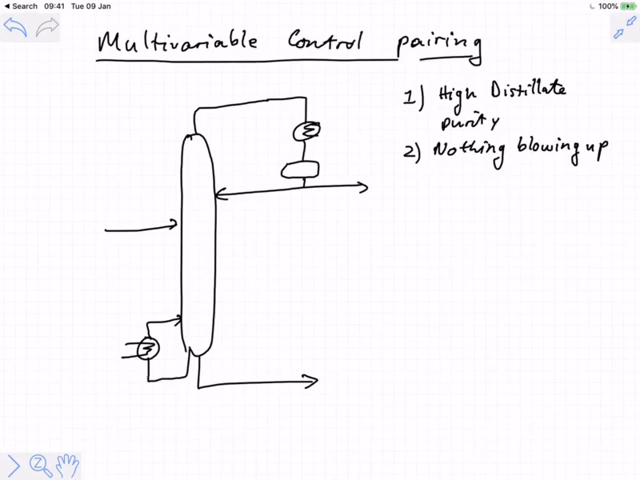 Search 09:41 Tue 09 Jan 100%
Multivariable Control pairing
1) High Distillate
purity
2) Nothing blowing up